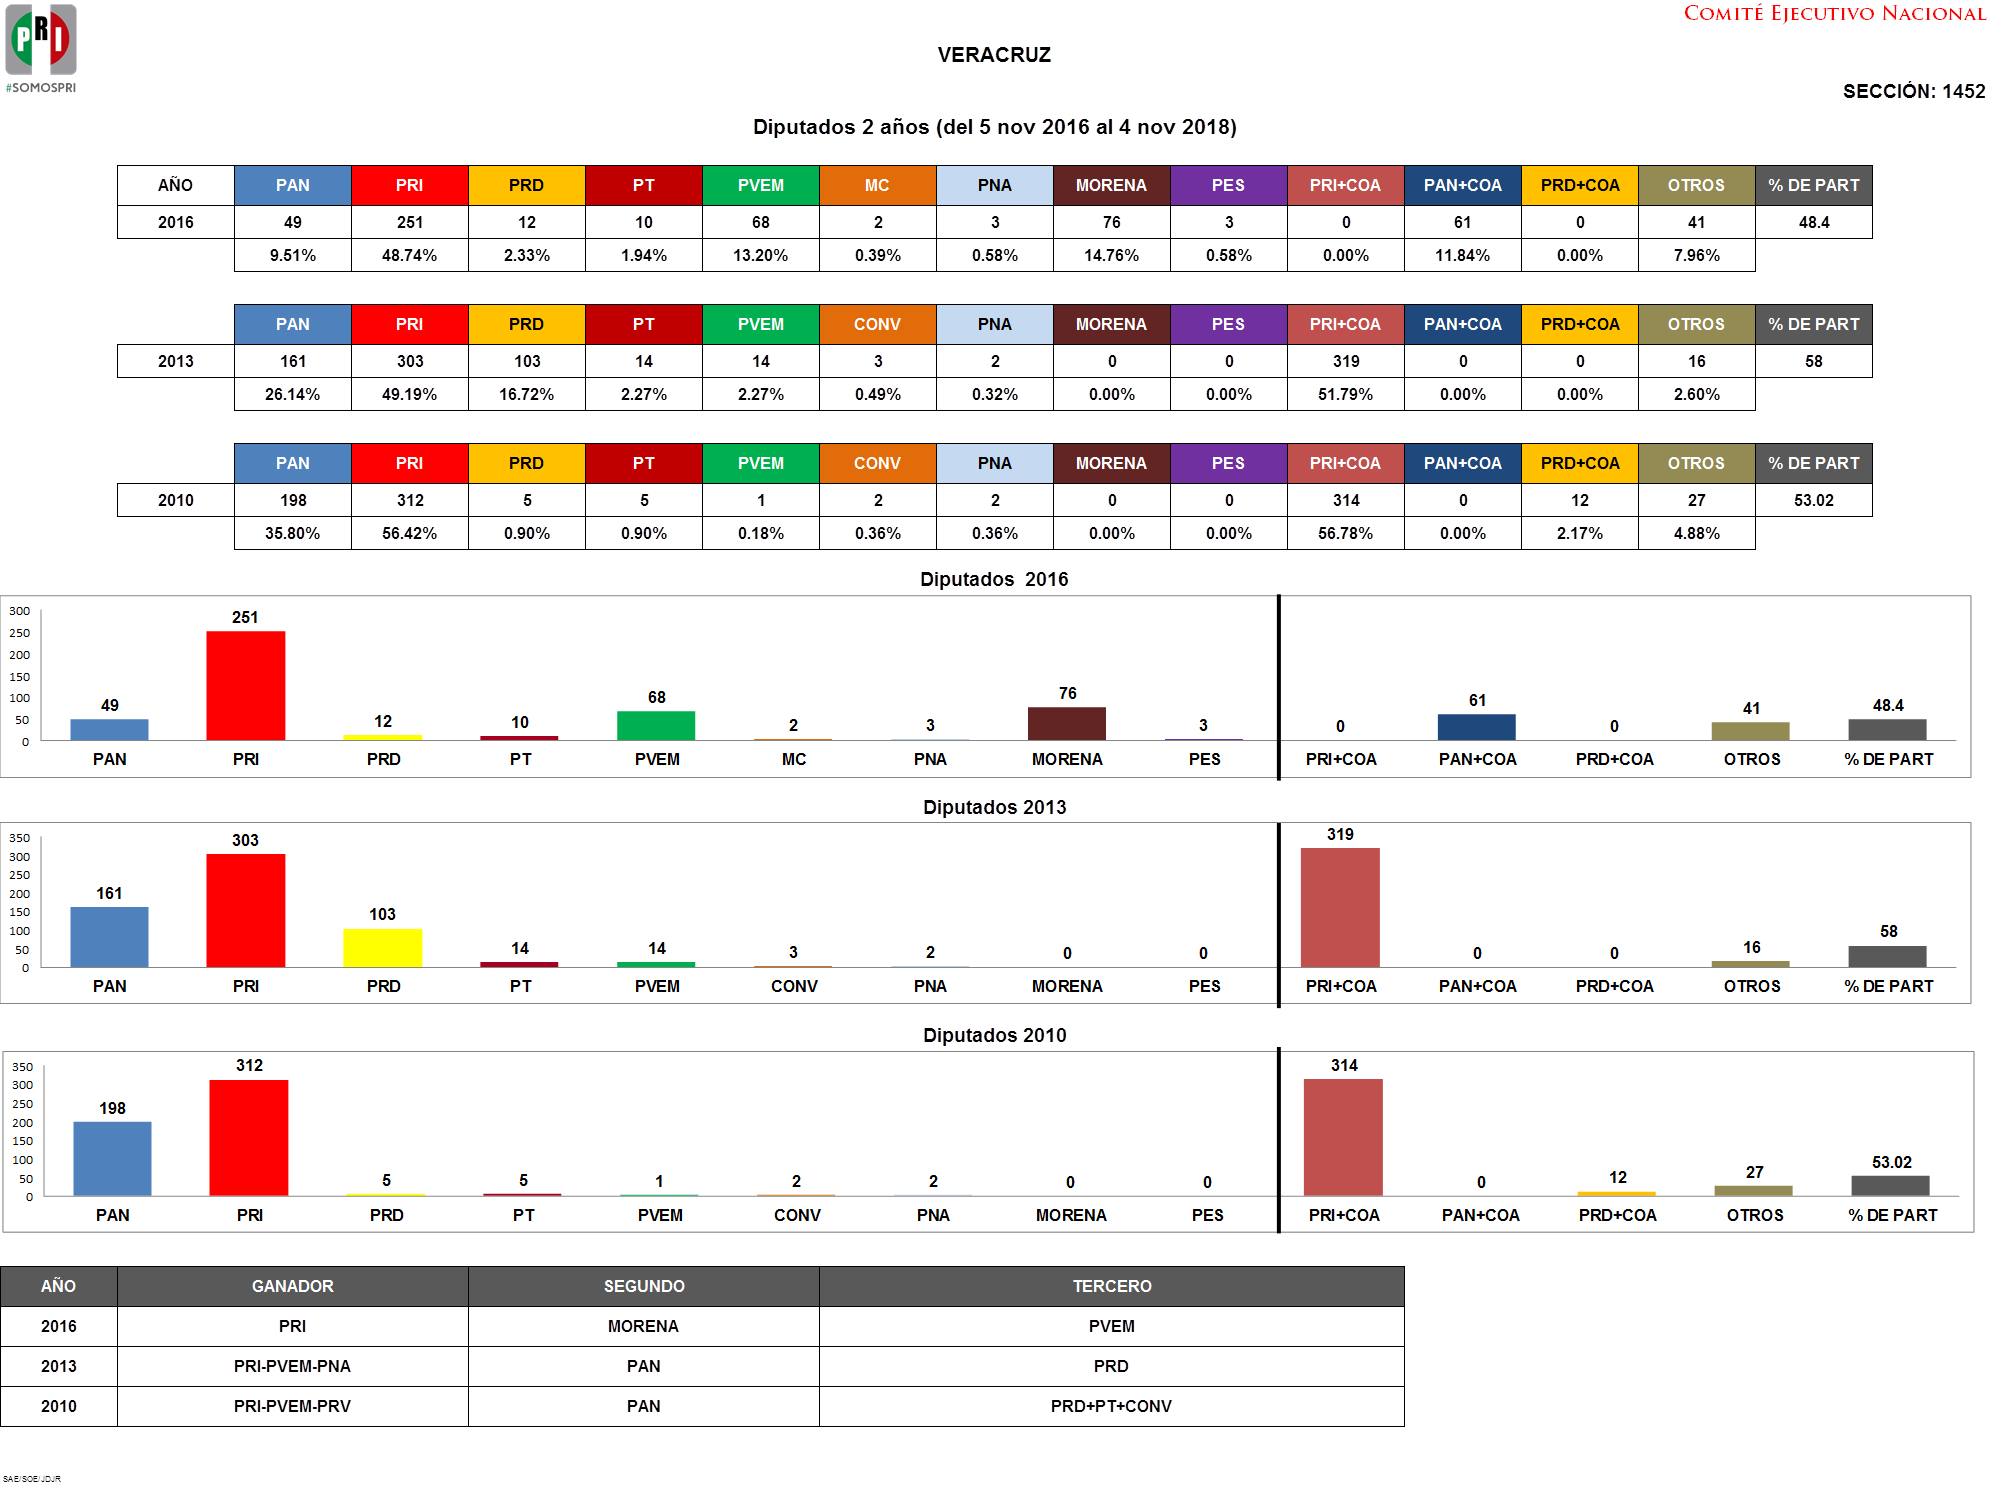 PRI
#SOMOSPRI
COMITÉ EJECUTIVO NACIONAL
VERACRUZ
SECCIÓN: 1452
Diputados 2 años (del 5 nov 2016 al 4 nov 2018)
AÑO PAN PRI PRD PT PVEM MC PNA MORENA PES PRI+COA PAN+COA PRD+COA OTROS % DE PART
2016 49 251 12 10 68 2 3 76 3 0 61 0 41 48.4
9.51% 48.74% 2.33% 1.94% 13.20% 0.39% 0.58% 14.76% 0.58% 0.00% 11.84% 0.00% 7.96%
PAN PRI PRD PT PVEM CONV PNA MORENA PES PRI+COA PAN+COA PRD+COA OTROS % DE PART
2013 161 303 103 14 14 3 2 0 0 319 0 0 16 58
26.14% 49.19% 16.72% 2.27% 2.27% 0.49% 0.32% 0.00% 0.00% 51.79% 0.00% 0.00% 2.60%
PAN PRI PRD PT PVEM CONV PNA MORENA PES PRI+COA PAN+COA PRD+COA OTROS % DE PART
2010 198 312 5 5 1 2 2 0 0 314 0 12 27 53.02
35.80% 56.42% 0.90% 0.90% 0.18% 0.36% 0.36% 0.00% 0.00% 56.78% 0.00% 2.17% 4.88%
Diputados 2016
300
250
200
150
100
50
0
49 251 12 10 68 2 3 76 3 0 61 0 41 48.4
PAN PRI PRD PT PVEM MC PNA MORENA PES PRI+COA PAN+COA PRD+COA OTROS % DE PART
Diputados 2013
350
300
250
200
150
100
50
0
161 303 103 14 14 3 2 0 0 319 0 0 16 58
PAN PRI PRD PT PVEM CONV PNA MORENA PES PRI+COA PAN+COA PRD+COA OTROS % DE PART
Diputados 2010
350
300
250
200
150
100
50
0
198 312 5 5 1 2 2 0 0 314 0 12 27 53.02
PAN PRI PRD PT PVEM CONV PNA MORENA PES PRI+COA PAN+COA PRD+COA OTROS % DE PART
AÑO GANADOR SEGUNDO TERCERO
2016 PRI MORENA PVEM
2013 PRI-PVEM-PNA PAN PRD
2010 PRI-PVEM-PRV PAN PRD+PT+CONV
SAE/SOE/JDJR